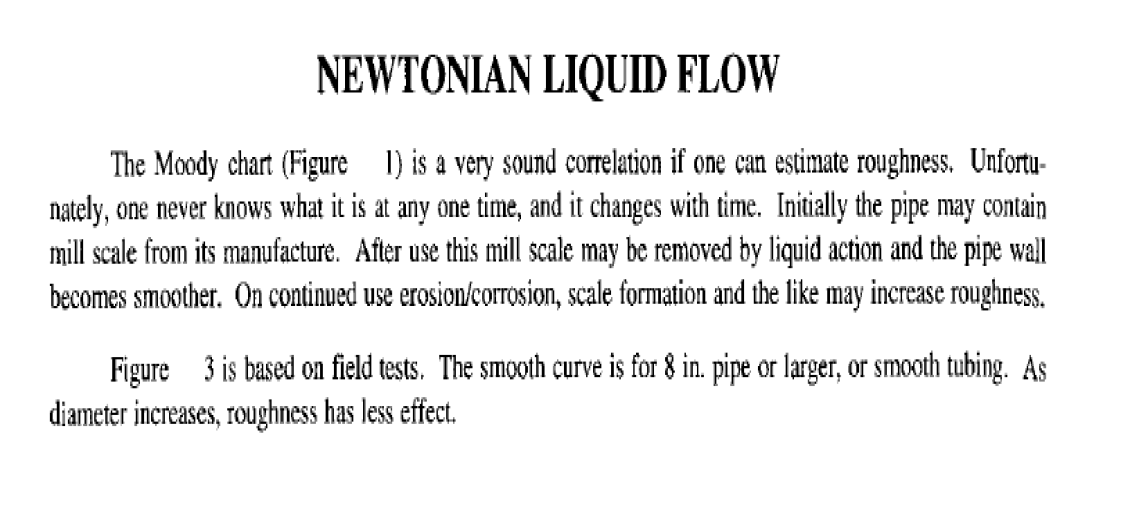 NEWTONIAN LIQUID FLOW
The Moody chart (Figure 1) is a very sound correlation if one can estimate roughness. Unfortu-
nately, one never knows what it is at any one time, and it changes with time. Initially the pipe may contain
mill scale from its manufacture. After use this mill scale may be removed by liquid action and the pipe wall
becomes smoother. On continued use erosion/corrosion, scale formation and the like may increase roughness.
Figure 3 is based on field tests. The smooth curve is for 8 in. pipe or larger, or smooth tubing. As
diameter increases, roughness has less effect.